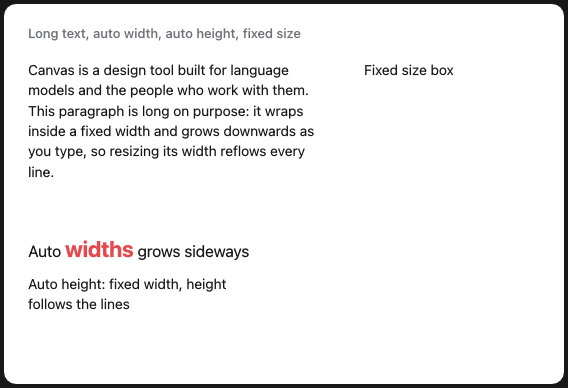 Long text, auto width, auto height, fixed size
Canvas is a design tool built for language
models and the people who work with them.
This paragraph is long on purpose: it wraps
inside a fixed width and grows downwards as
you type, so resizing its width reflows every
line.
Fixed size box
Auto widths grows sideways
Auto height: fixed width, height
follows the lines